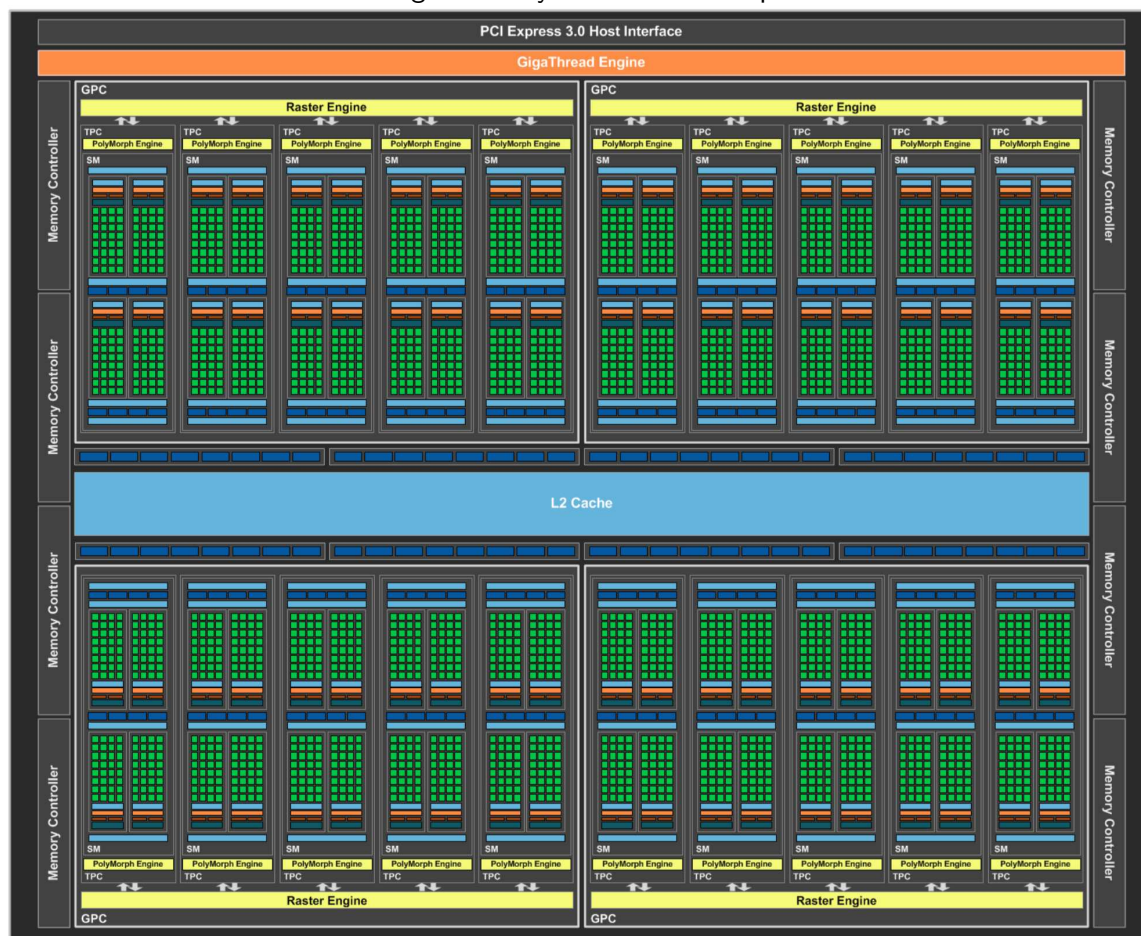 PCI Express 3.0 Host Interface
GigaThread Engine
GPC
Raster Engine
TPC TPC TPC TPC TPC
PolyMorph Engine PolyMorph Engine PolyMorph Engine PolyMorph Engine PolyMorph Engine
SM SM SM SM SM
GPC
Raster Engine
TPC TPC TPC TPC TPC
PolyMorph Engine PolyMorph Engine PolyMorph Engine PolyMorph Engine PolyMorph Engine
SM SM SM SM SM
Memory Controller
Memory Controller
Memory Controller
Memory Controller
L2 Cache
Memory Controller
Memory Controller
Memory Controller
Memory Controller
SM SM SM SM SM
PolyMorph Engine PolyMorph Engine PolyMorph Engine PolyMorph Engine PolyMorph Engine
TPC TPC TPC TPC TPC
Raster Engine
GPC
SM SM SM SM SM
PolyMorph Engine PolyMorph Engine PolyMorph Engine PolyMorph Engine PolyMorph Engine
TPC TPC TPC TPC TPC
Raster Engine
GPC